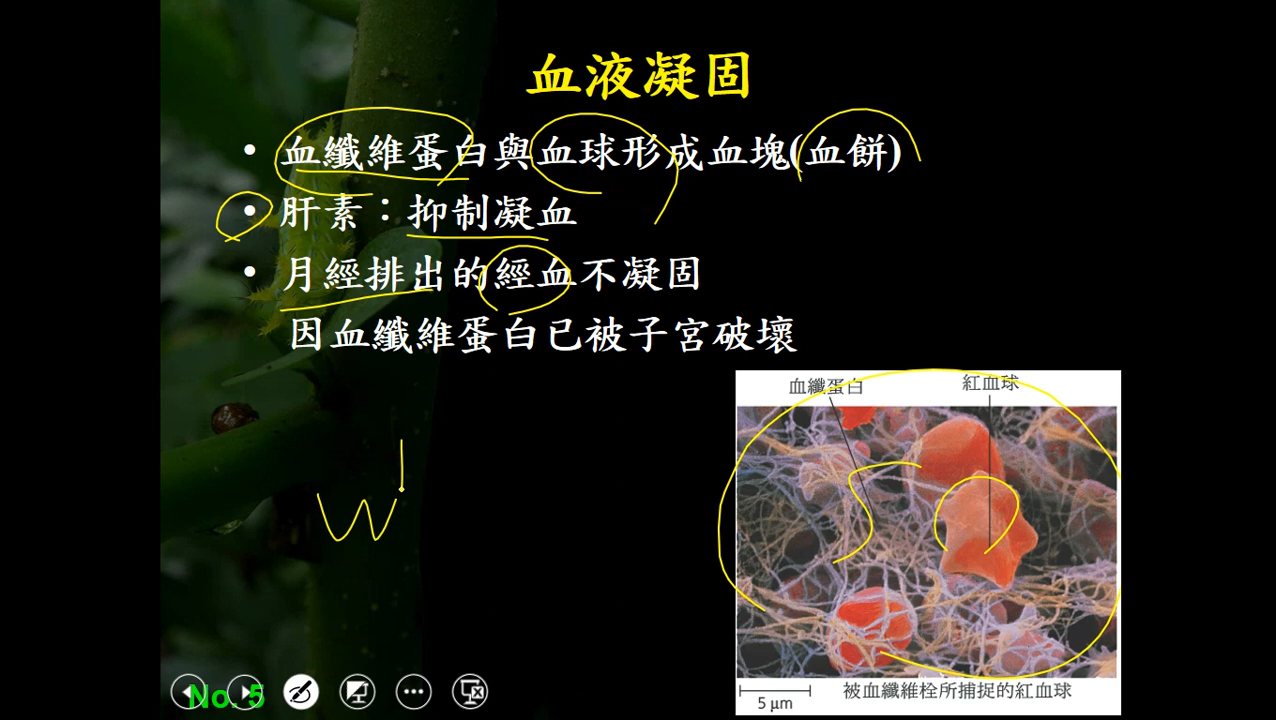 血液凝固
• 血纖維蛋白與血球形成血塊(血餅)
• 肝素：抑制凝血
• 月經排出的經血不凝固
因血纖維蛋白已被子宮破壞
血纖蛋白
紅血球
被血纖維栓所捕捉的紅血球
5 μm
W
No. 5